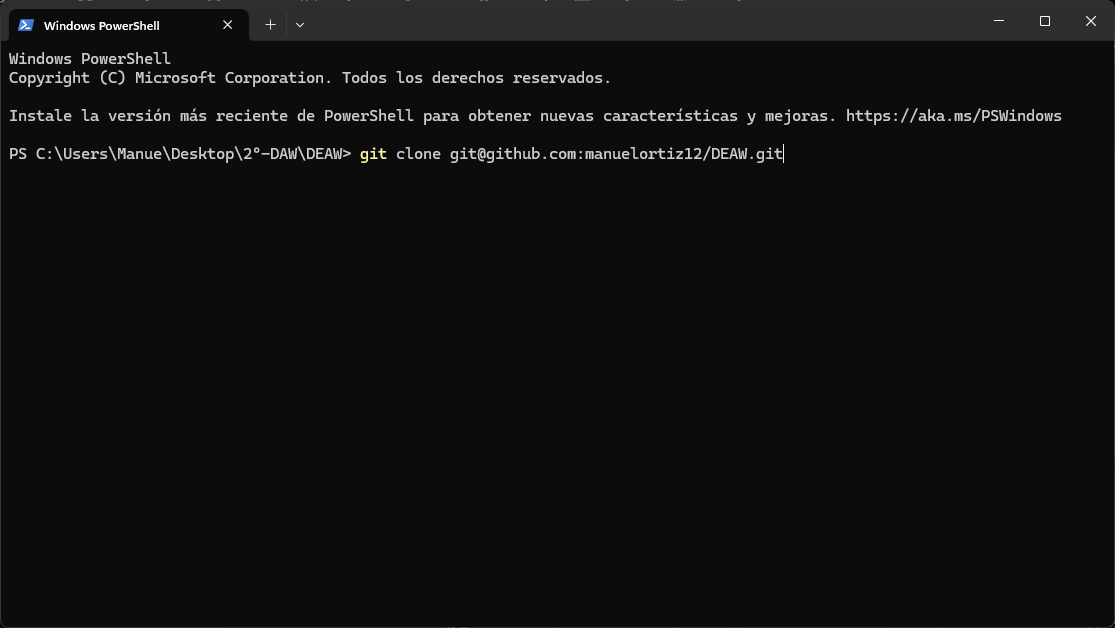 Windows PowerShell
Windows PowerShell
Copyright (C) Microsoft Corporation. Todos los derechos reservados.
Instale la versión más reciente de PowerShell para obtener nuevas características y mejoras. https://aka.ms/PSWindows
PS C:\Users\Manue\Desktop\2º-DAW\DEAW> git clone git@github.com:manuelortiz12/DEAW.git